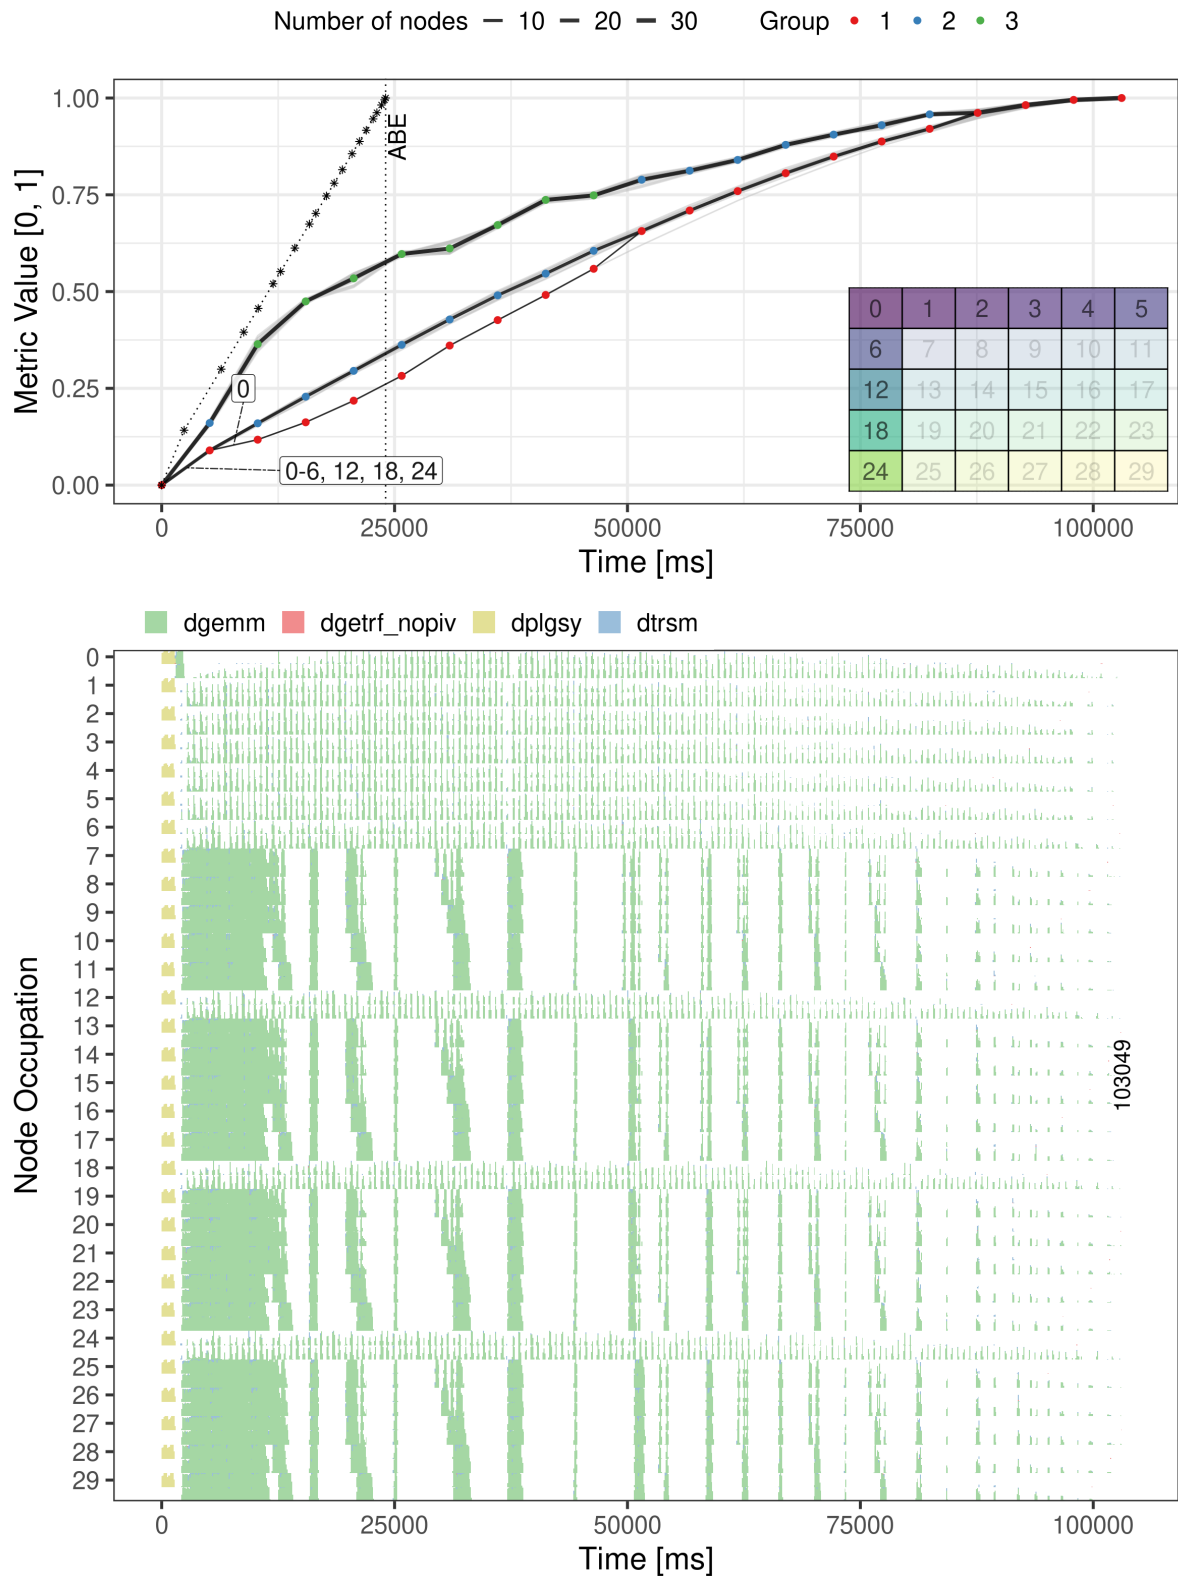 Number of nodes 10 20 30 Group 1 2 3
Metric Value [0, 1]
1.00
0.75
0.50
0.25
0.00
ABE
0
0-6, 12, 18, 24
0 1 2 3 4 5
6 7 8 9 10 11
12 13 14 15 16 17
18 19 20 21 22 23
24 25 26 27 28 29
0 25000 50000 75000 100000
Time [ms]
dgemm dgetrf_nopiv dplgsy dtrsm
Node Occupation
0
1
2
3
4
5
6
7
8
9
10
11
12
13
14
15
16
17
18
19
20
21
22
23
24
25
26
27
28
29
103049
0 25000 50000 75000 100000
Time [ms]